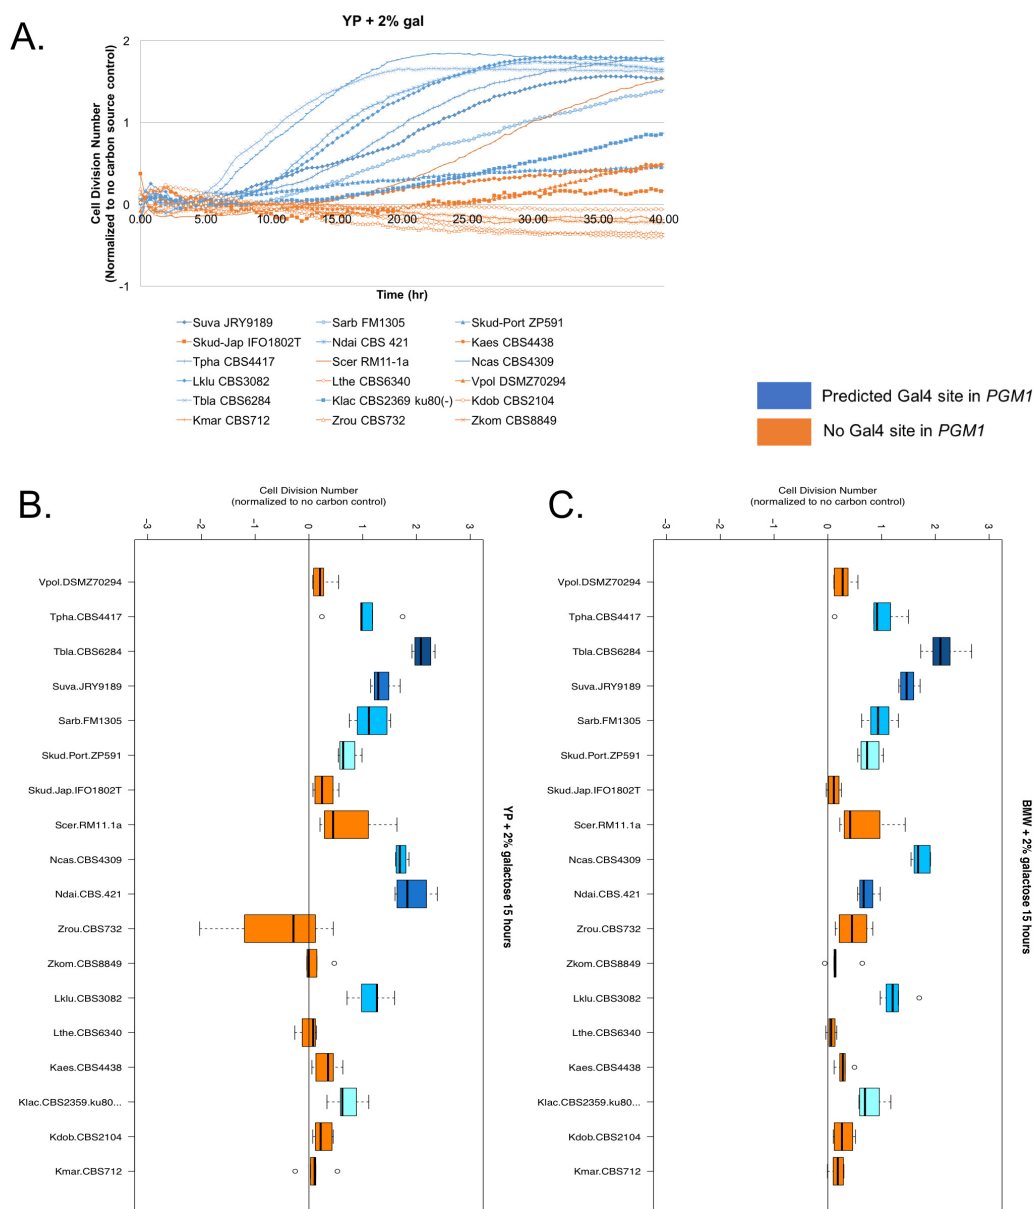 A.
YP + 2% gal
Cell Division Number
(Normalized to no carbon source control)
2
1
0
-1
0.00 5.00 10.00 15.00 20.00 25.00 30.00 35.00 40.00
Time (hr)
Suva JRY9189 Sarb FM1305 Skud-Port ZP591
Skud-Jap IFO1802T Ndai CBS 421 Kaes CBS4438
Tpha CBS4417 Scer RM11-1a Ncas CBS4309
Lklu CBS3082 Lthe CBS6340 Vpol DSMZ70294
Tbla CBS6284 Klac CBS2369 ku80(-) Kdob CBS2104
Kmar CBS712 Zrou CBS732 Zkom CBS8849
Predicted Gal4 site in PGM1
No Gal4 site in PGM1
B.
Cell Division Number
(normalized to no carbon control)
-3 -2 -1 0 1 2 3
Vpol.DSMZ70294
Tpha.CBS4417
Tbla.CBS6284
Suva.JRY9189
Sarb.FM1305
Skud.Port.ZP591
Skud.Jap.IFO1802T
Scer.RM11.1a
Ncas.CBS4309
Ndai.CBS.421
Zrou.CBS732
Zkom.CBS8849
Lklu.CBS3082
Lthe.CBS6340
Kaes.CBS4438
Klac.CBS2359.ku80...
Kdob.CBS2104
Kmar.CBS712
YP + 2% galactose 15 hours
C.
Cell Division Number
(normalized to no carbon control)
-3 -2 -1 0 1 2 3
Vpol.DSMZ70294
Tpha.CBS4417
Tbla.CBS6284
Suva.JRY9189
Sarb.FM1305
Skud.Port.ZP591
Skud.Jap.IFO1802T
Scer.RM11.1a
Ncas.CBS4309
Ndai.CBS.421
Zrou.CBS732
Zkom.CBS8849
Lklu.CBS3082
Lthe.CBS6340
Kaes.CBS4438
Klac.CBS2359.ku80...
Kdob.CBS2104
Kmar.CBS712
BMW + 2% galactose 15 hours